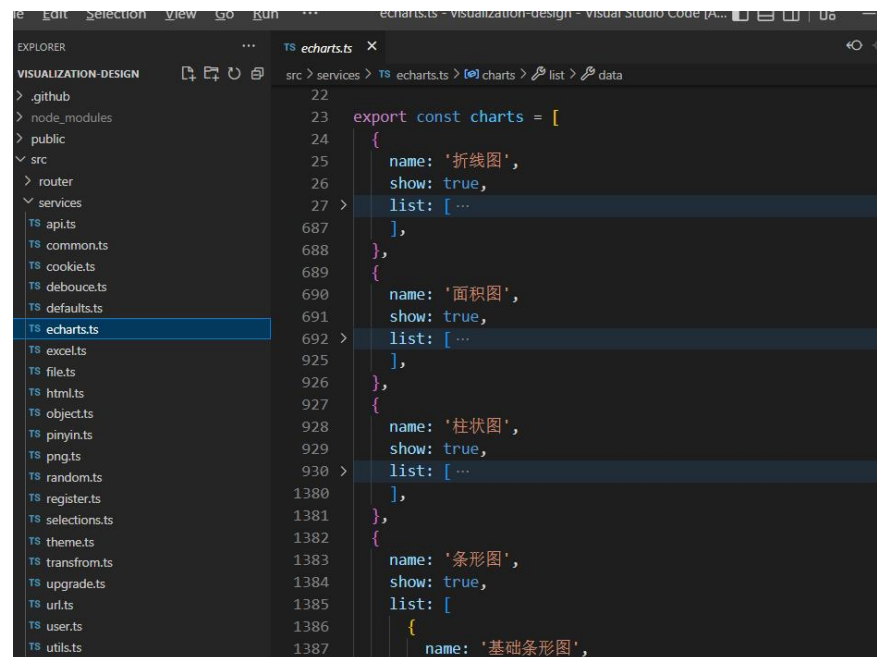 File Edit Selection View Go Run ··· echarts.ts - visualization-design - Visual Studio Code [A...
EXPLORER ···
VISUALIZATION-DESIGN
> .github
> node_modules
> public
src
> router
services
TS api.ts
TS common.ts
TS cookie.ts
TS debouce.ts
TS defaults.ts
TS echarts.ts
TS excel.ts
TS file.ts
TS html.ts
TS object.ts
TS pinyin.ts
TS png.ts
TS random.ts
TS register.ts
TS selections.ts
TS theme.ts
TS transfrom.ts
TS upgrade.ts
TS url.ts
TS user.ts
TS utils.ts
TS echarts.ts ×
src > services > TS echarts.ts > charts > list > data
22
23 export const charts = [
24 {
25 name: '折线图',
26 show: true,
27 > list: [ ···
687 ],
688 },
689 {
690 name: '面积图',
691 show: true,
692 > list: [ ···
925 ],
926 },
927 {
928 name: '柱状图',
929 show: true,
930 > list: [ ···
1380 ],
1381 },
1382 {
1383 name: '条形图',
1384 show: true,
1385 list: [
1386 {
1387 name: '基础条形图',